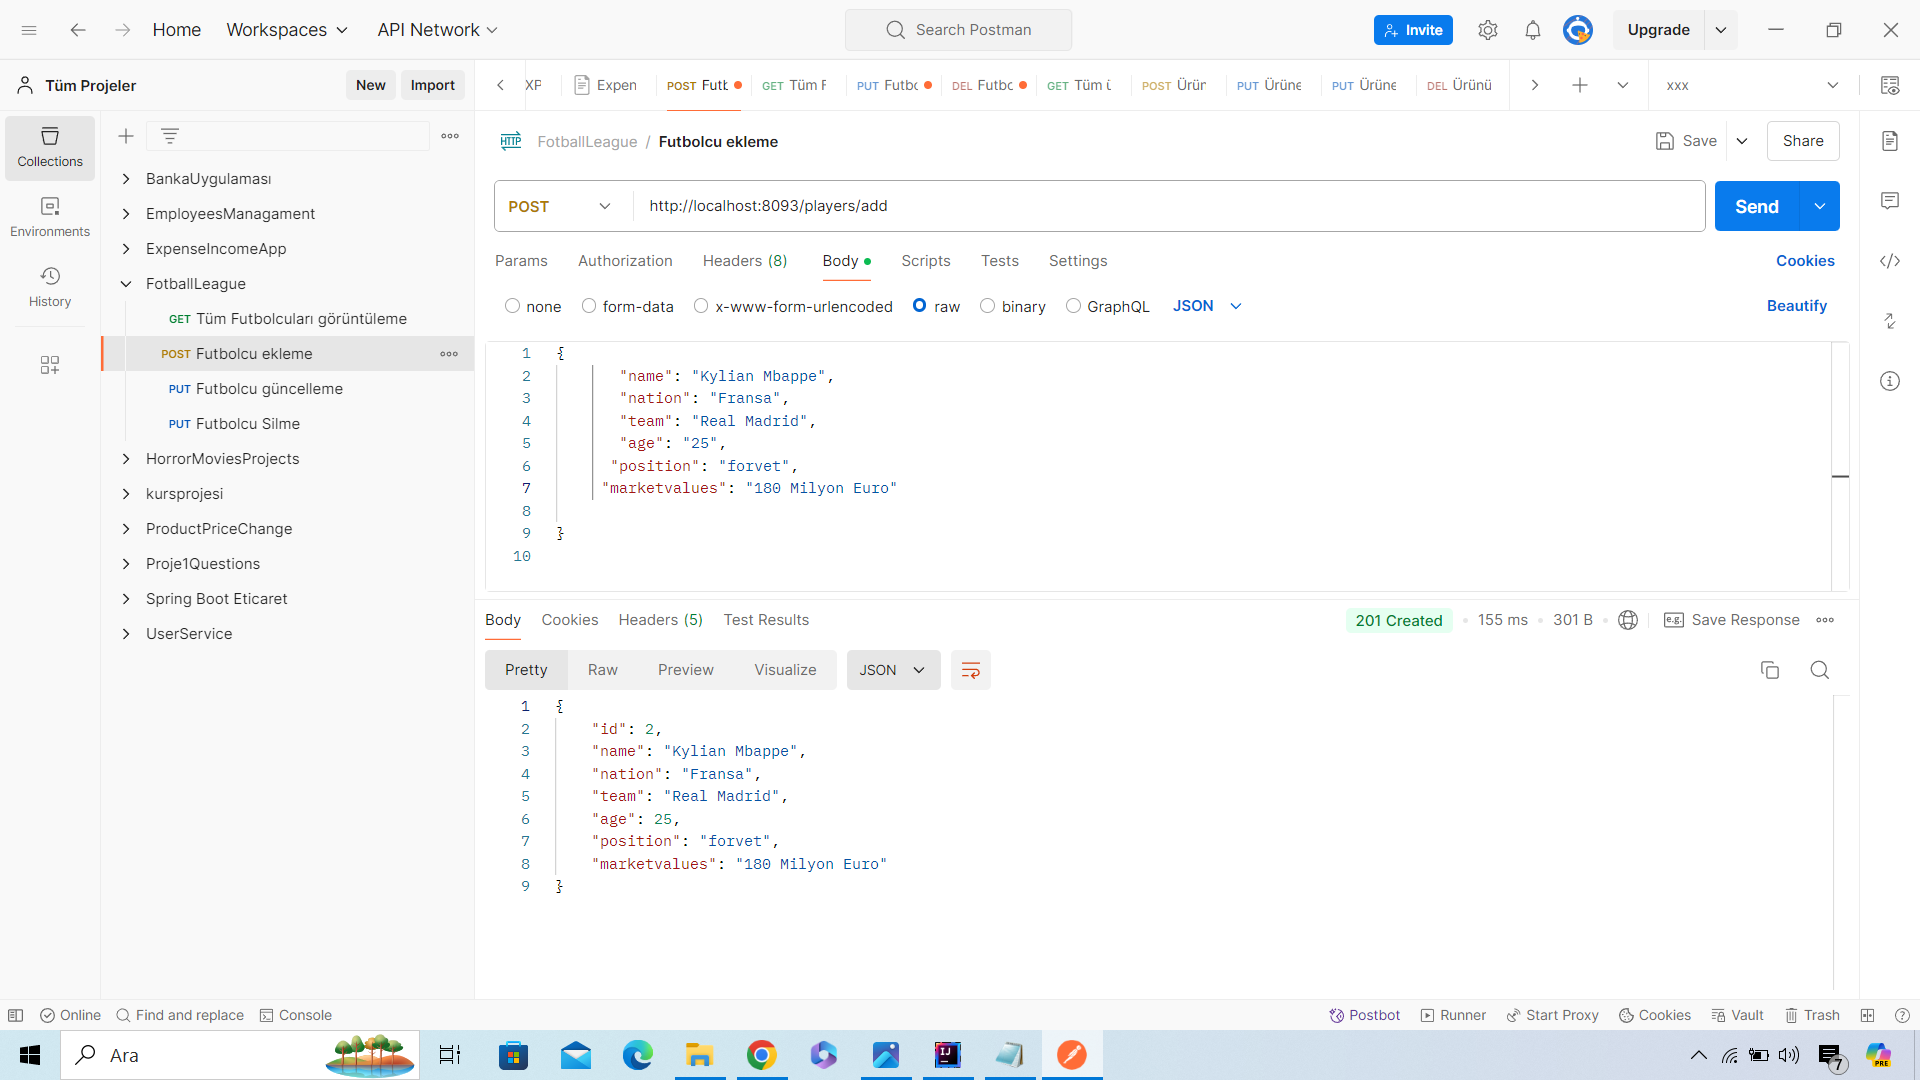 Home Workspaces API Network Search Postman Invite Upgrade
Tüm Projeler New Import XP Expen POST Futb GET Tüm F PUT Futbo DEL Futbo GET Tüm ü POST Ürün PUT Ürüne PUT Ürüne DEL Ürünü xxx
Collections
Environments
History
BankaUygulaması
EmployeesManagament
ExpenseIncomeApp
FotballLeague
GET Tüm Futbolcuları görüntüleme
POST Futbolcu ekleme
PUT Futbolcu güncelleme
PUT Futbolcu Silme
HorrorMoviesProjects
kursprojesi
ProductPriceChange
Proje1Questions
Spring Boot Eticaret
UserService
HTTP FotballLeague / Futbolcu ekleme Save Share
POST http://localhost:8093/players/add Send
Params Authorization Headers (8) Body Scripts Tests Settings Cookies
none form-data x-www-form-urlencoded raw binary GraphQL JSON Beautify
1 {
2 "name": "Kylian Mbappe",
3 "nation": "Fransa",
4 "team": "Real Madrid",
5 "age": "25",
6 "position": "forvet",
7 "marketvalues": "180 Milyon Euro"
8
9 }
10
Body Cookies Headers (5) Test Results 201 Created 155 ms 301 B e.g. Save Response
Pretty Raw Preview Visualize JSON
1 {
2 "id": 2,
3 "name": "Kylian Mbappe",
4 "nation": "Fransa",
5 "team": "Real Madrid",
6 "age": 25,
7 "position": "forvet",
8 "marketvalues": "180 Milyon Euro"
9 }
Online Find and replace Console Postbot Runner Start Proxy Cookies Vault Trash
Ara IJ 7 PRE